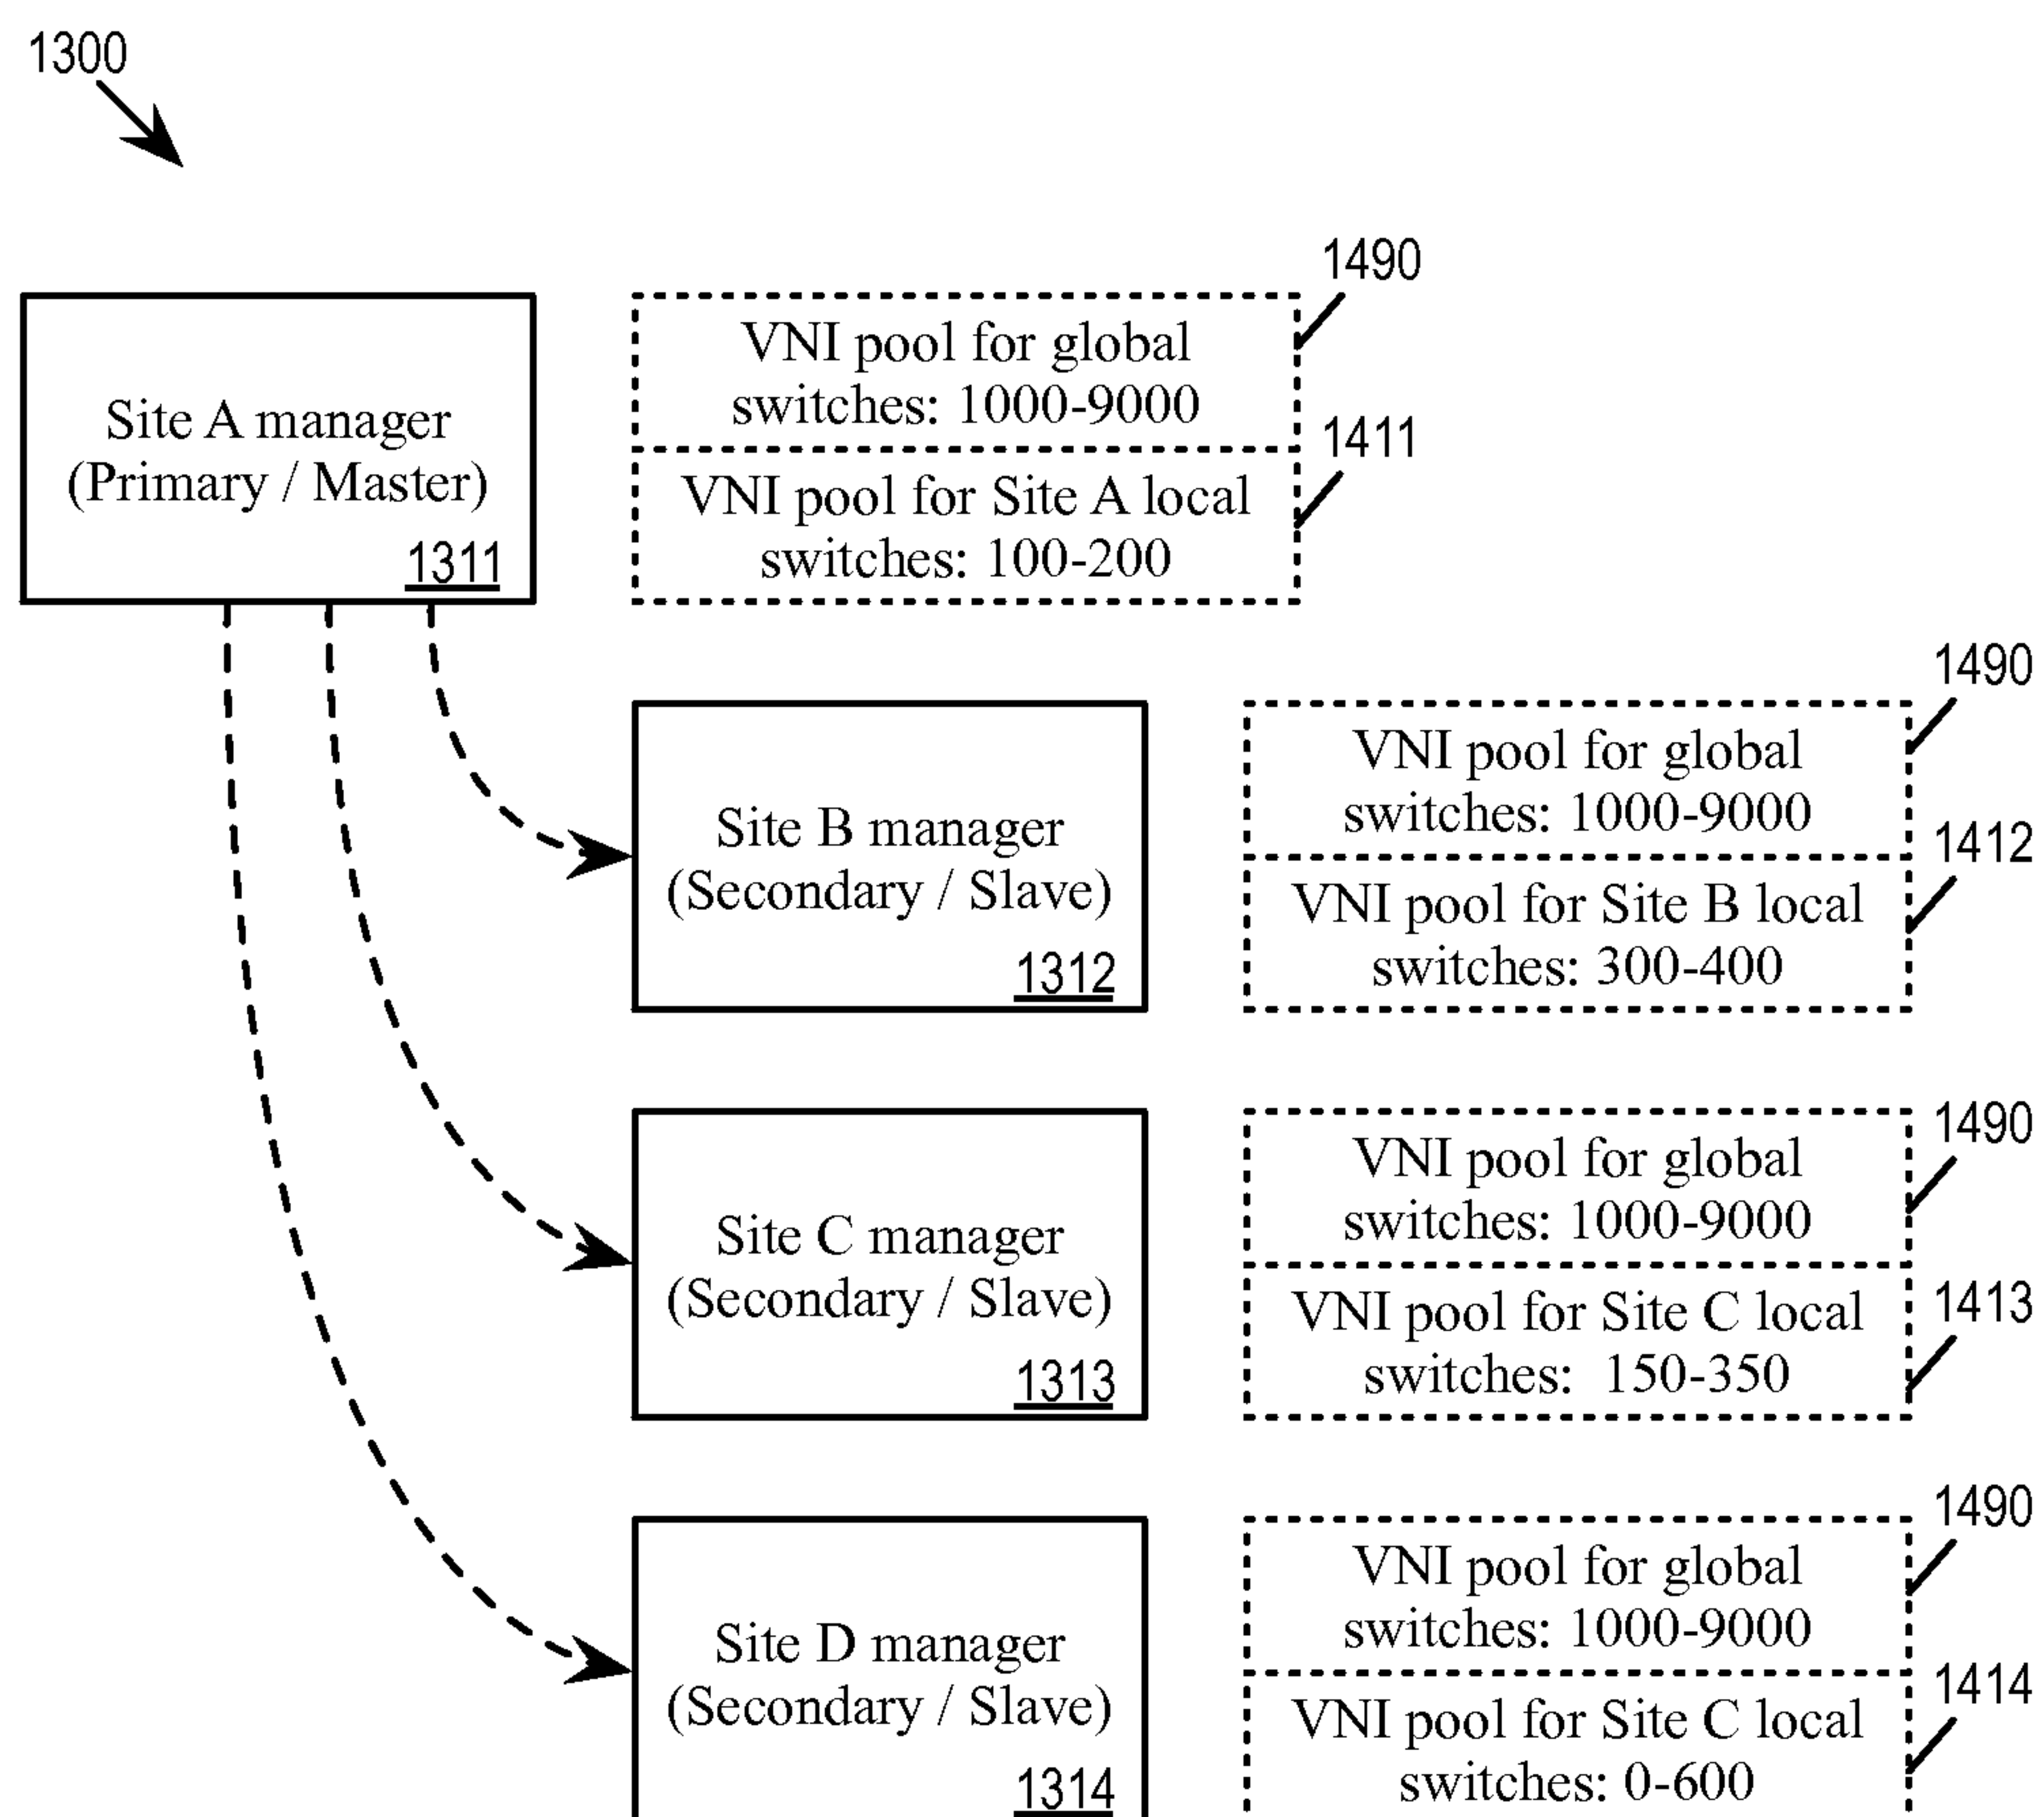 1300
1490
VNI pool for global
switches: 1000-9000
1411
Site A manager
(Primary / Master)
1311
VNI pool for Site A local
switches: 100-200
1490
VNI pool for global
switches: 1000-9000
1412
Site B manager
(Secondary / Slave)
1312
VNI pool for Site B local
switches: 300-400
1490
VNI pool for global
switches: 1000-9000
1413
Site C manager
(Secondary / Slave)
1313
VNI pool for Site C local
switches: 150-350
1490
VNI pool for global
switches: 1000-9000
1414
Site D manager
(Secondary / Slave)
1314
VNI pool for Site C local
switches: 0-600